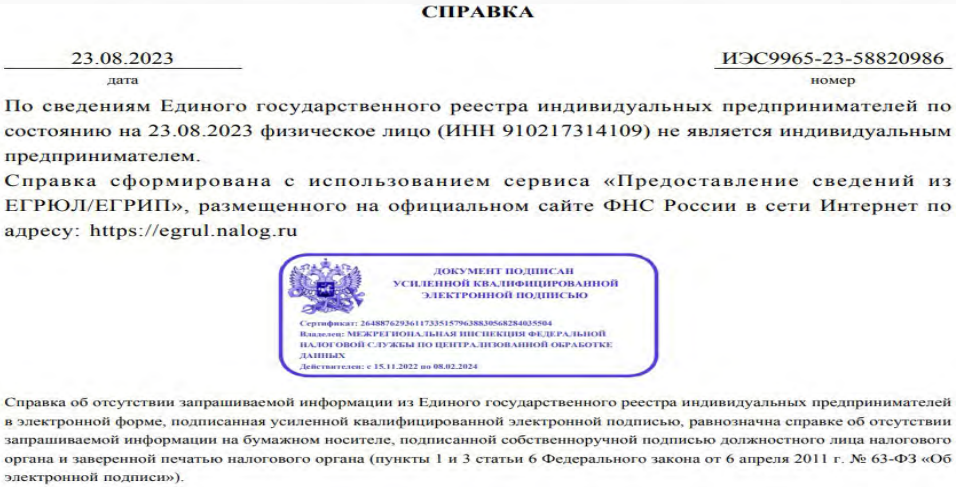 СПРАВКА
23.08.2023
ИЭС9965-23-58820986
дата
номер
По сведениям Единого государственного реестра индивидуальных предпринимателей по
состоянию на 23.08.2023 физическое лицо (ИНН 910217314109) не является индивидуальным
предпринимателем.
Справка сформирована с использованием сервиса «Предоставление сведений из
ЕГРЮЛ/ЕГРИП», размещенного на официальном сайте ФНС России в сети Интернет по
адресу: https://egrul.nalog.ru
ДОКУМЕНТ ПОДПИСАН
УСИЛЕННОЙ КВАЛИФИЦИРОВАННОЙ
ЭЛЕКТРОННОЙ ПОДПИСЬЮ
Сертификат: 264887629361173351579638830568284035504
Владелец: МЕЖРЕГИОНАЛЬНАЯ ИНСПЕКЦИЯ ФЕДЕРАЛЬНОЙ
НАЛОГОВОЙ СЛУЖБЫ ПО ЦЕНТРАЛИЗОВАННОЙ ОБРАБОТКЕ
ДАННЫХ
Действителен: с 15.11.2022 по 08.02.2024
Справка об отсутствии запрашиваемой информации из Единого государственного реестра индивидуальных предпринимателей
в электронной форме, подписанная усиленной квалифицированной электронной подписью, равнозначна справке об отсутствии
запрашиваемой информации на бумажном носителе, подписанной собственноручной подписью должностного лица налогового
органа и заверенной печатью налогового органа (пункты 1 и 3 статьи 6 Федерального закона от 6 апреля 2011 г. № 63-ФЗ «Об
электронной подписи»).